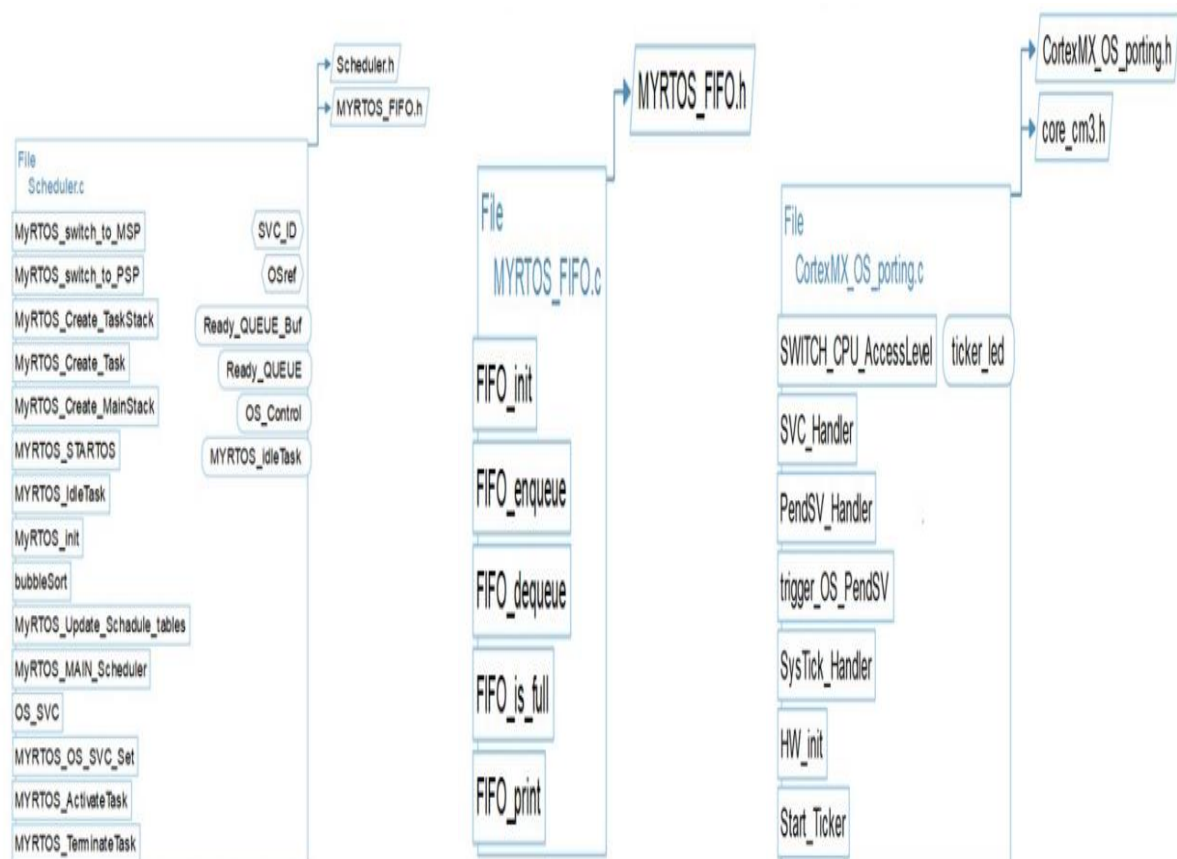 Scheduler.h
MYRTOS_FIFO.h
File
Scheduler.c
MyRTOS_switch_to_MSP
SVC_ID
MyRTOS_switch_to_PSP
OSref
MyRTOS_Create_TaskStack
Ready_QUEUE_Buf
MyRTOS_Create_Task
Ready_QUEUE
MyRTOS_Create_MainStack
OS_Control
MYRTOS_STARTOS
MYRTOS_idleTask
MYRTOS_IdleTask
MyRTOS_init
bubbleSort
MyRTOS_Update_Schadule_tables
MyRTOS_MAIN_Scheduler
OS_SVC
MYRTOS_OS_SVC_Set
MYRTOS_ActivateTask
MYRTOS_TerminateTask
MYRTOS_FIFO.h
File
MYRTOS_FIFO.c
FIFO_init
FIFO_enqueue
FIFO_dequeue
FIFO_is_full
FIFO_print
CortexMX_OS_porting.h
core_cm3.h
File
CortexMX_OS_porting.c
SWITCH_CPU_AccessLevel
ticker_led
SVC_Handler
PendSV_Handler
trigger_OS_PendSV
SysTick_Handler
HW_init
Start_Ticker